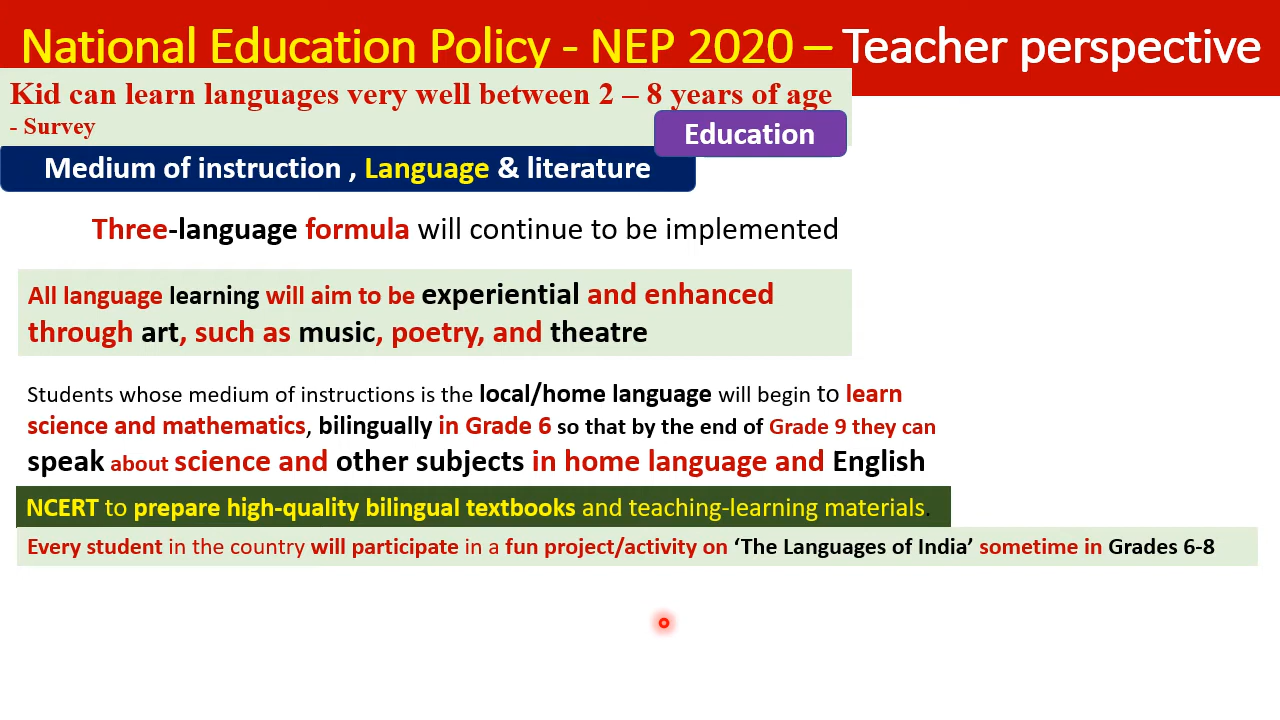 National Education Policy - NEP 2020 – Teacher perspective
Kid can learn languages very well between 2 – 8 years of age
- Survey
Education
Medium of instruction , Language & literature
Three-language formula will continue to be implemented
All language learning will aim to be experiential and enhanced
through art, such as music, poetry, and theatre
Students whose medium of instructions is the local/home language will begin to learn
science and mathematics, bilingually in Grade 6 so that by the end of Grade 9 they can
speak about science and other subjects in home language and English
NCERT to prepare high-quality bilingual textbooks and teaching-learning materials.
Every student in the country will participate in a fun project/activity on ‘The Languages of India’ sometime in Grades 6-8